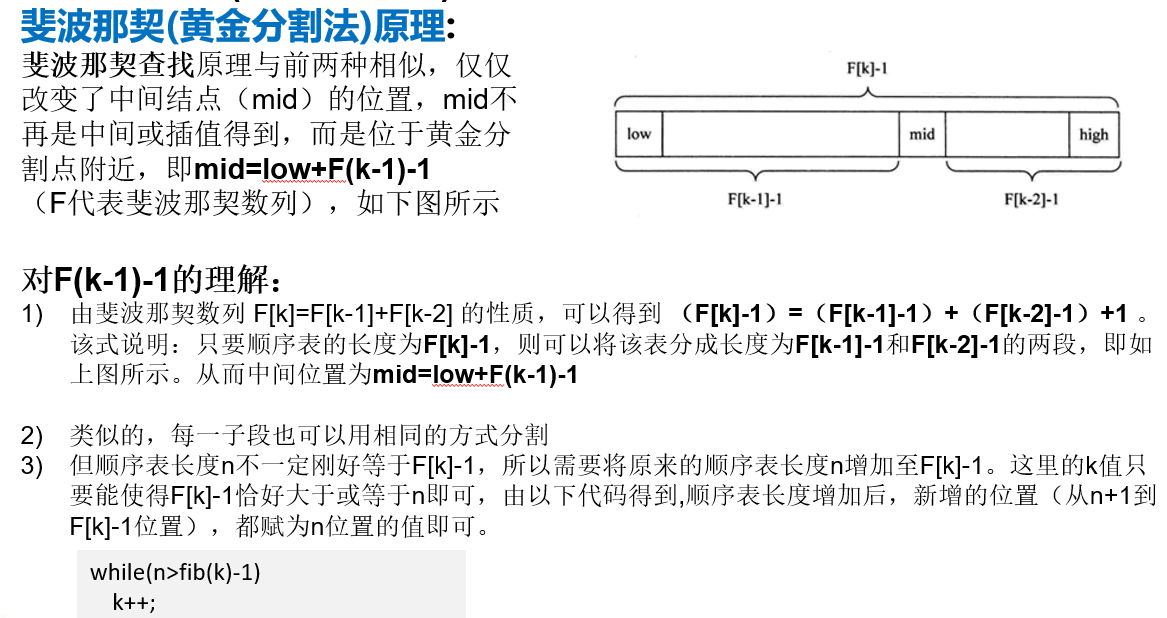 斐波那契(黄金分割法)原理:
斐波那契查找原理与前两种相似，仅仅
改变了中间结点（mid）的位置，mid不
再是中间或插值得到，而是位于黄金分
割点附近，即mid=low+F(k-1)-1
（F代表斐波那契数列），如下图所示
F[k]-1
low
mid
high
F[k-1]-1
F[k-2]-1
对F(k-1)-1的理解：
1) 由斐波那契数列 F[k]=F[k-1]+F[k-2] 的性质，可以得到 （F[k]-1）=（F[k-1]-1）+（F[k-2]-1）+1 。
该式说明：只要顺序表的长度为F[k]-1，则可以将该表分成长度为F[k-1]-1和F[k-2]-1的两段，即如
上图所示。从而中间位置为mid=low+F(k-1)-1
2) 类似的，每一子段也可以用相同的方式分割
3) 但顺序表长度n不一定刚好等于F[k]-1，所以需要将原来的顺序表长度n增加至F[k]-1。这里的k值只
要能使得F[k]-1恰好大于或等于n即可，由以下代码得到,顺序表长度增加后，新增的位置（从n+1到
F[k]-1位置），都赋为n位置的值即可。
while(n>fib(k)-1)
k++;